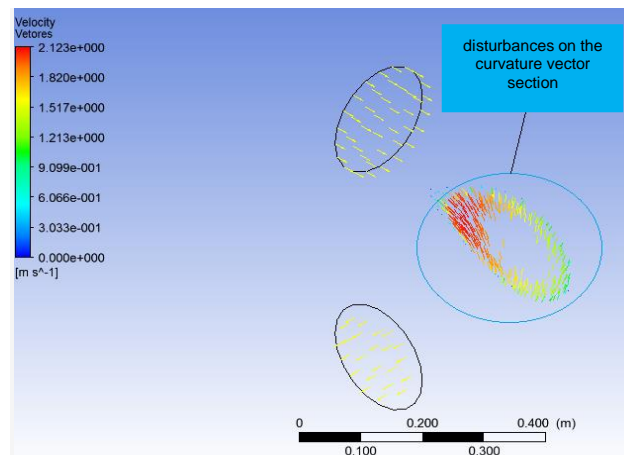 Velocity
Vetores
2.123e+000
1.820e+000
1.517e+000
1.213e+000
9.099e-001
6.066e-001
3.033e-001
0.000e+000
[m s^-1]
disturbances on the
curvature vector
section
0 0.200 0.400 (m)
0.100 0.300